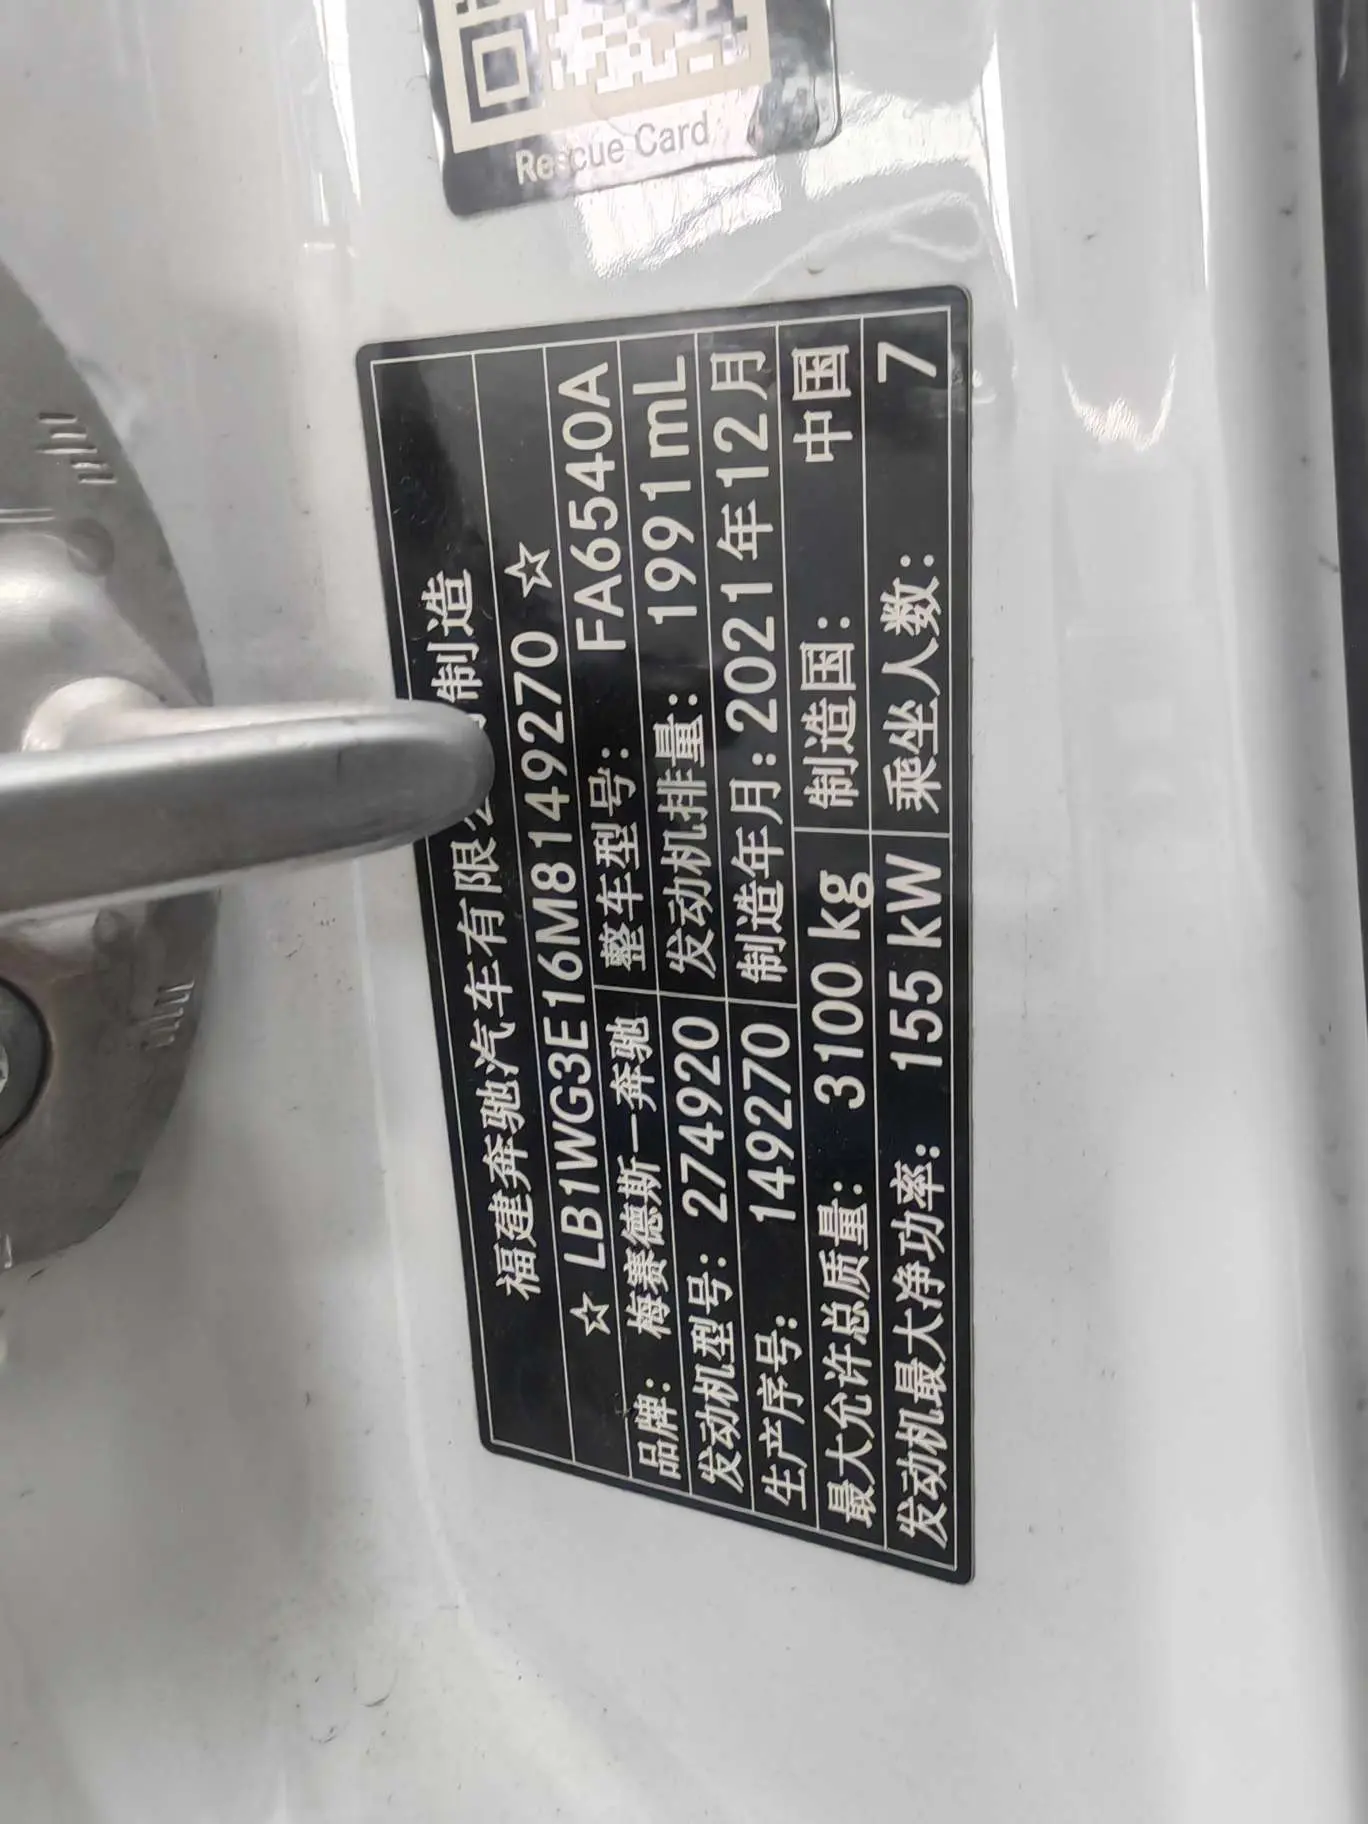 Rescue Card
福建奔驰汽车有限 制造
☆ LB1WG3E16M8149270 ☆
品牌: 梅赛德斯—奔驰 整车型号: FA6540A
发动机型号: 274920 发动机排量: 1991mL
生产序号: 149270 制造年月: 2021年12月
最大允许总质量: 3100 kg 制造国: 中国
发动机最大净功率: 155 kW 乘坐人数: 7